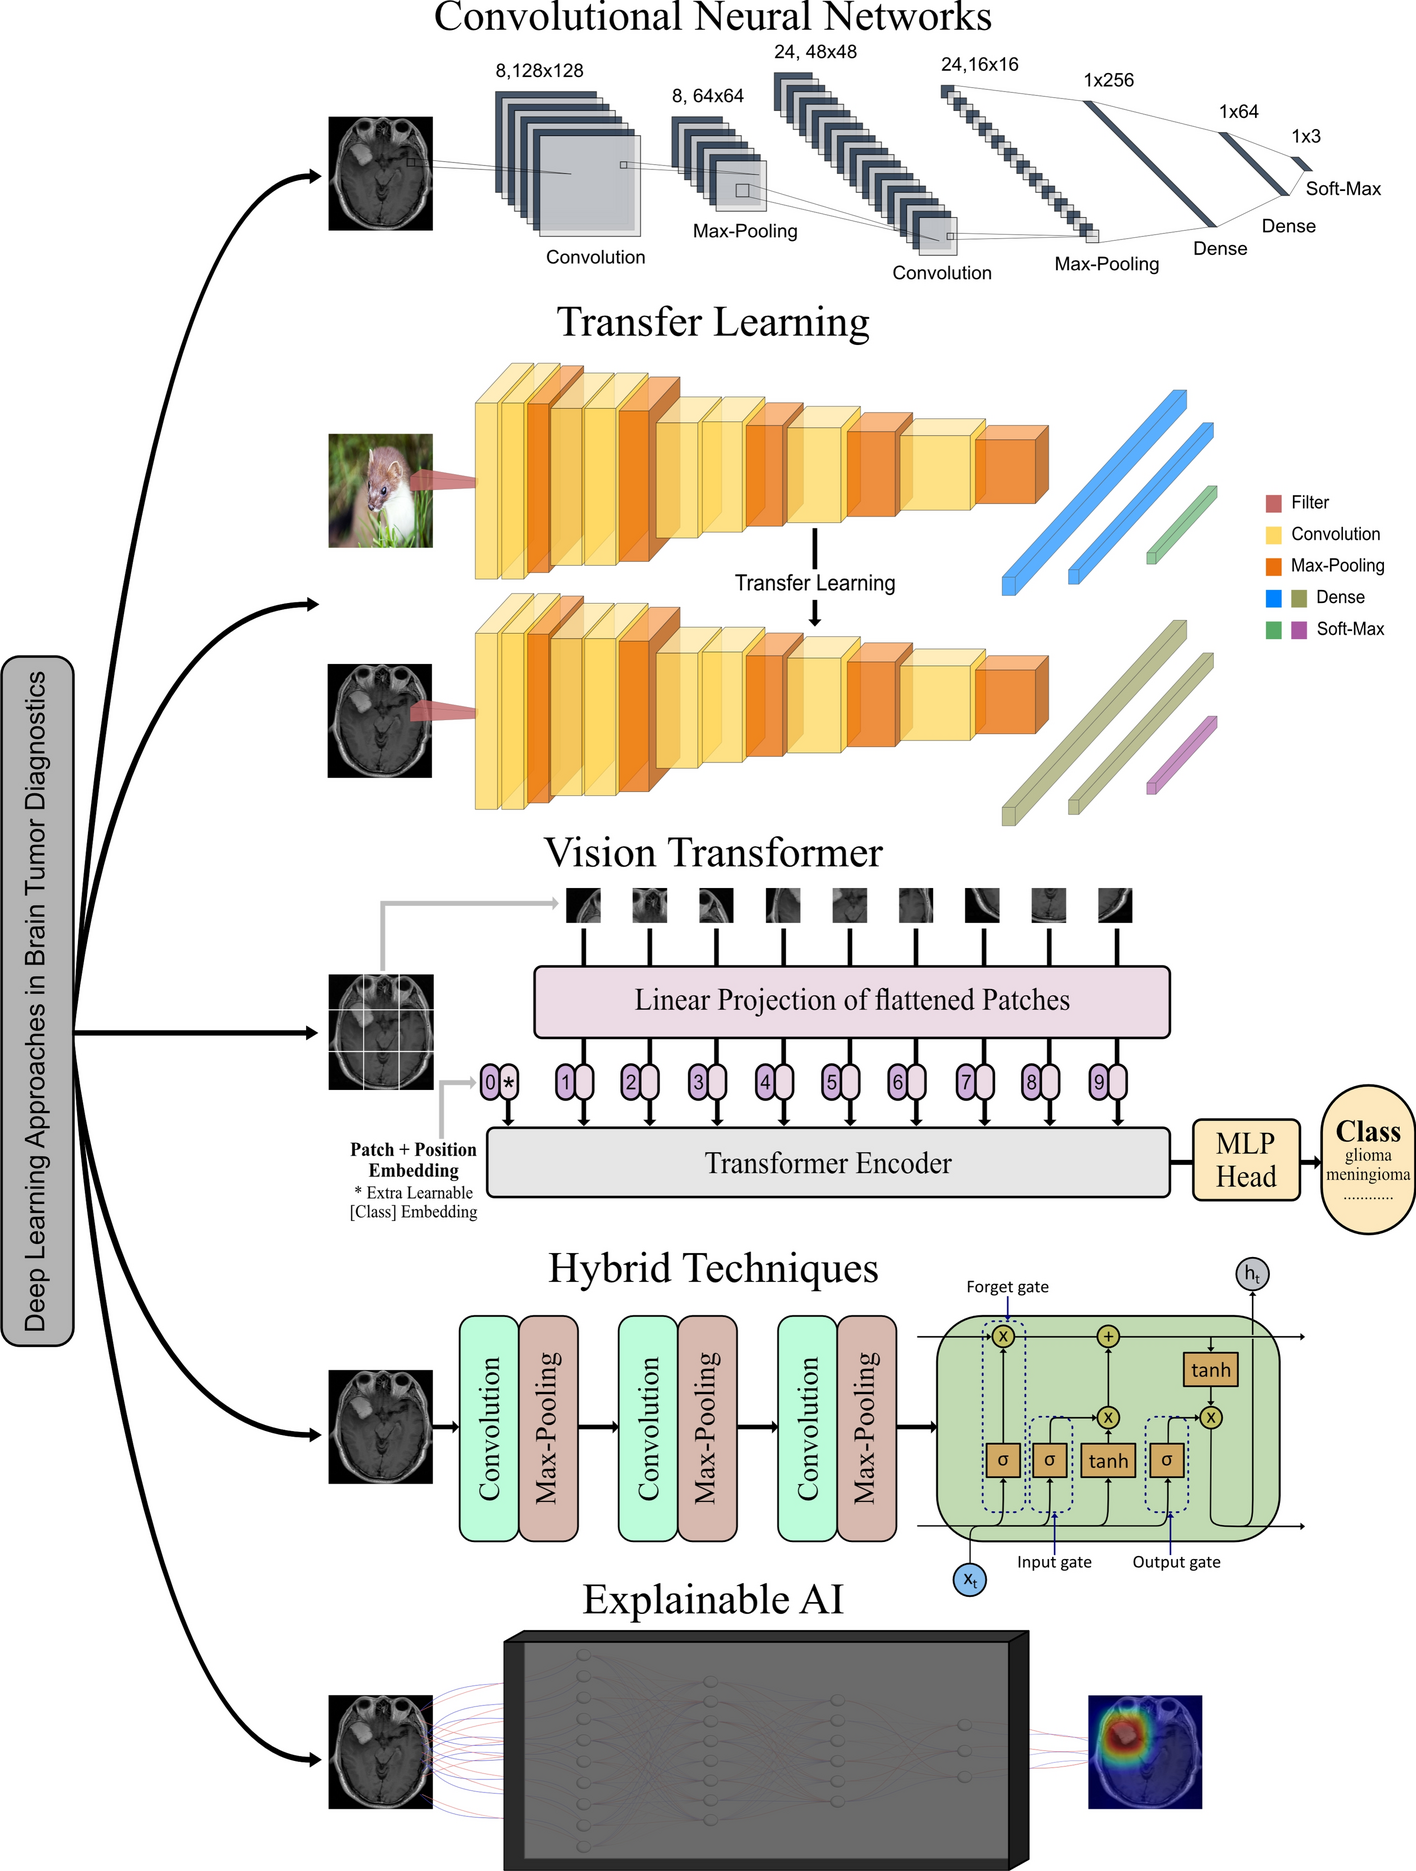 Deep Learning Approaches in Brain Tumor Diagnostics
Convolutional Neural Networks
8,128x128
8, 64x64
24, 48x48
24,16x16
1x256
1x64
1x3
Convolution
Max-Pooling
Convolution
Max-Pooling
Dense
Dense
Soft-Max
Transfer Learning
Transfer Learning
Filter
Convolution
Max-Pooling
Dense
Soft-Max
Vision Transformer
Linear Projection of flattened Patches
0 * 1 2 3 4 5 6 7 8 9
Patch + Position
Embedding
* Extra Learnable
[Class] Embedding
Transformer Encoder
MLP
Head
Class
glioma
meningioma
............
Hybrid Techniques
Convolution
Max-Pooling
Convolution
Max-Pooling
Convolution
Max-Pooling
Forget gate
ht
x
+
tanh
x
x
σ
σ
tanh
σ
Input gate
Output gate
xt
Explainable AI